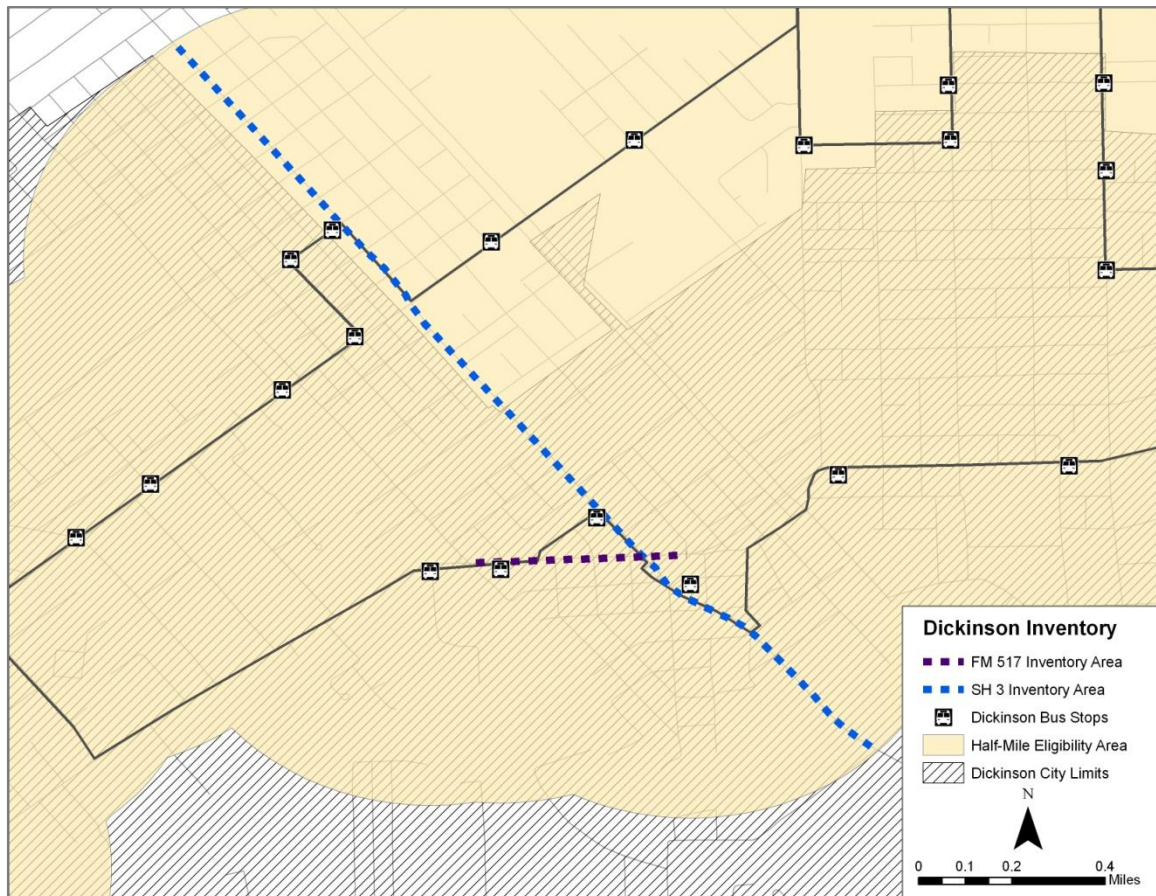 Dickinson Inventory
FM 517 Inventory Area
SH 3 Inventory Area
Dickinson Bus Stops
Half-Mile Eligibility Area
Dickinson City Limits
N
0 0.1 0.2 0.4
Miles